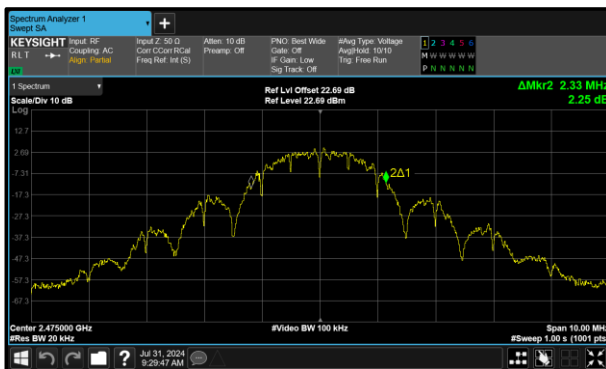 Spectrum Analyzer 1
Swept SA
KEYSIGHT
RLT
Input: RF
Coupling: AC
Align: Partial
Input Z: 50 Ω
Corr CCorr RCal
Freq Ref: Int (S)
Atten: 10 dB
Preamp: Off
PNO: Best Wide
Gate: Off
IF Gain: Low
Sig Track: Off
#Avg Type: Voltage
Avg|Hold: 10/10
Trig: Free Run
1 2 3 4 5 6
M W W W W W
P N N N N N
1 Spectrum
Scale/Div 10 dB
Ref Lvl Offset 22.69 dB
Ref Level 22.69 dBm
ΔMkr2 2.33 MHz
2.25 dB
Log
12.7
2.69
-7.31
-17.3
-27.3
-37.3
-47.3
-57.3
-67.3
2Δ1
Center 2.475000 GHz
#Video BW 100 kHz
Span 10.00 MHz
#Res BW 20 kHz
#Sweep 1.00 s (1001 pts)
?
Jul 31, 2024
9:29:47 AM